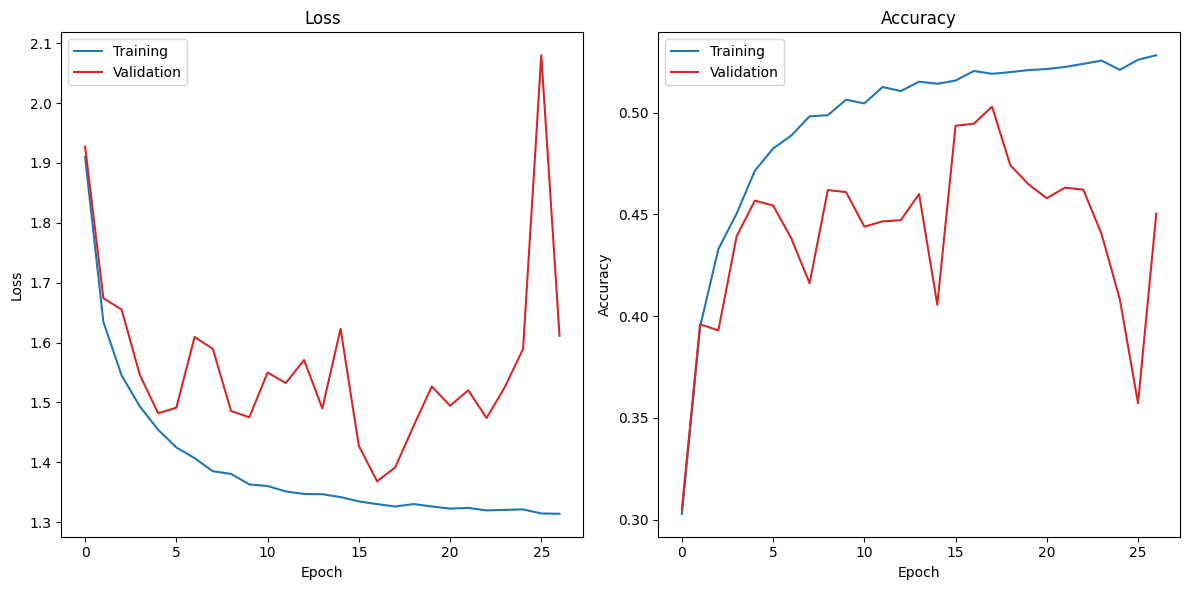 Loss
Training
Validation
2.1
2.0
1.9
1.8
1.7
1.6
1.5
1.4
1.3
Loss
0 5 10 15 20 25
Epoch
Accuracy
Training
Validation
0.50
0.45
0.40
0.35
0.30
Accuracy
0 5 10 15 20 25
Epoch